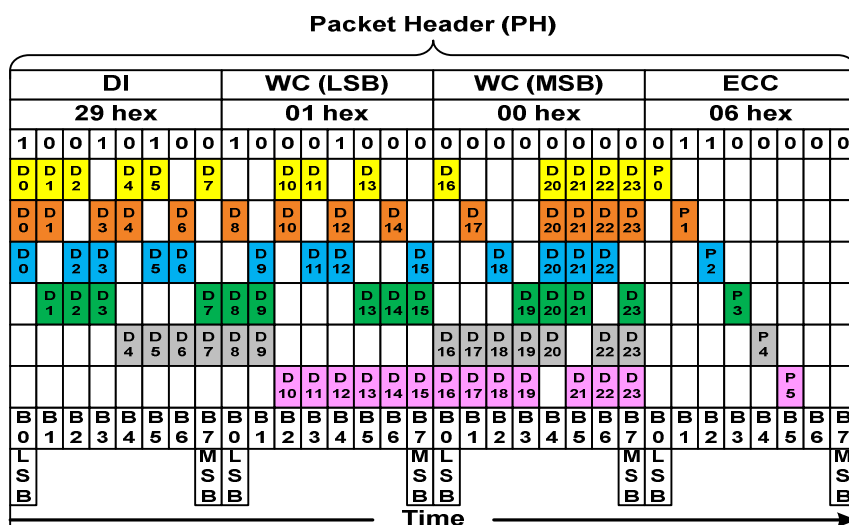 Packet Header (PH)
DI WC (LSB) WC (MSB) ECC
29 hex 01 hex 00 hex 06 hex
1 0 0 1 0 1 0 0 1 0 0 0 1 0 0 0 0 0 0 0 0 0 0 0 0 1 1 0 0 0 0 0
D0 D1 D2 D4 D5 D7 D10 D11 D13 D16 D20 D21 D22 D23 P0
D0 D1 D3 D4 D6 D8 D10 D12 D14 D17 D20 D21 D22 D23 P1
D0 D2 D3 D5 D6 D9 D11 D12 D15 D18 D20 D21 D22 P2
D1 D2 D3 D7 D8 D9 D13 D14 D15 D19 D20 D21 D23 P3
D4 D5 D6 D7 D8 D9 D16 D17 D18 D19 D20 D22 D23 P4
D10 D11 D12 D13 D14 D15 D16 D17 D18 D19 D21 D22 D23 P5
B0 B1 B2 B3 B4 B5 B6 B7 B0 B1 B2 B3 B4 B5 B6 B7 B0 B1 B2 B3 B4 B5 B6 B7 B0 B1 B2 B3 B4 B5 B6 B7
LSB MSB LSB MSB LSB MSB LSB MSB
Time